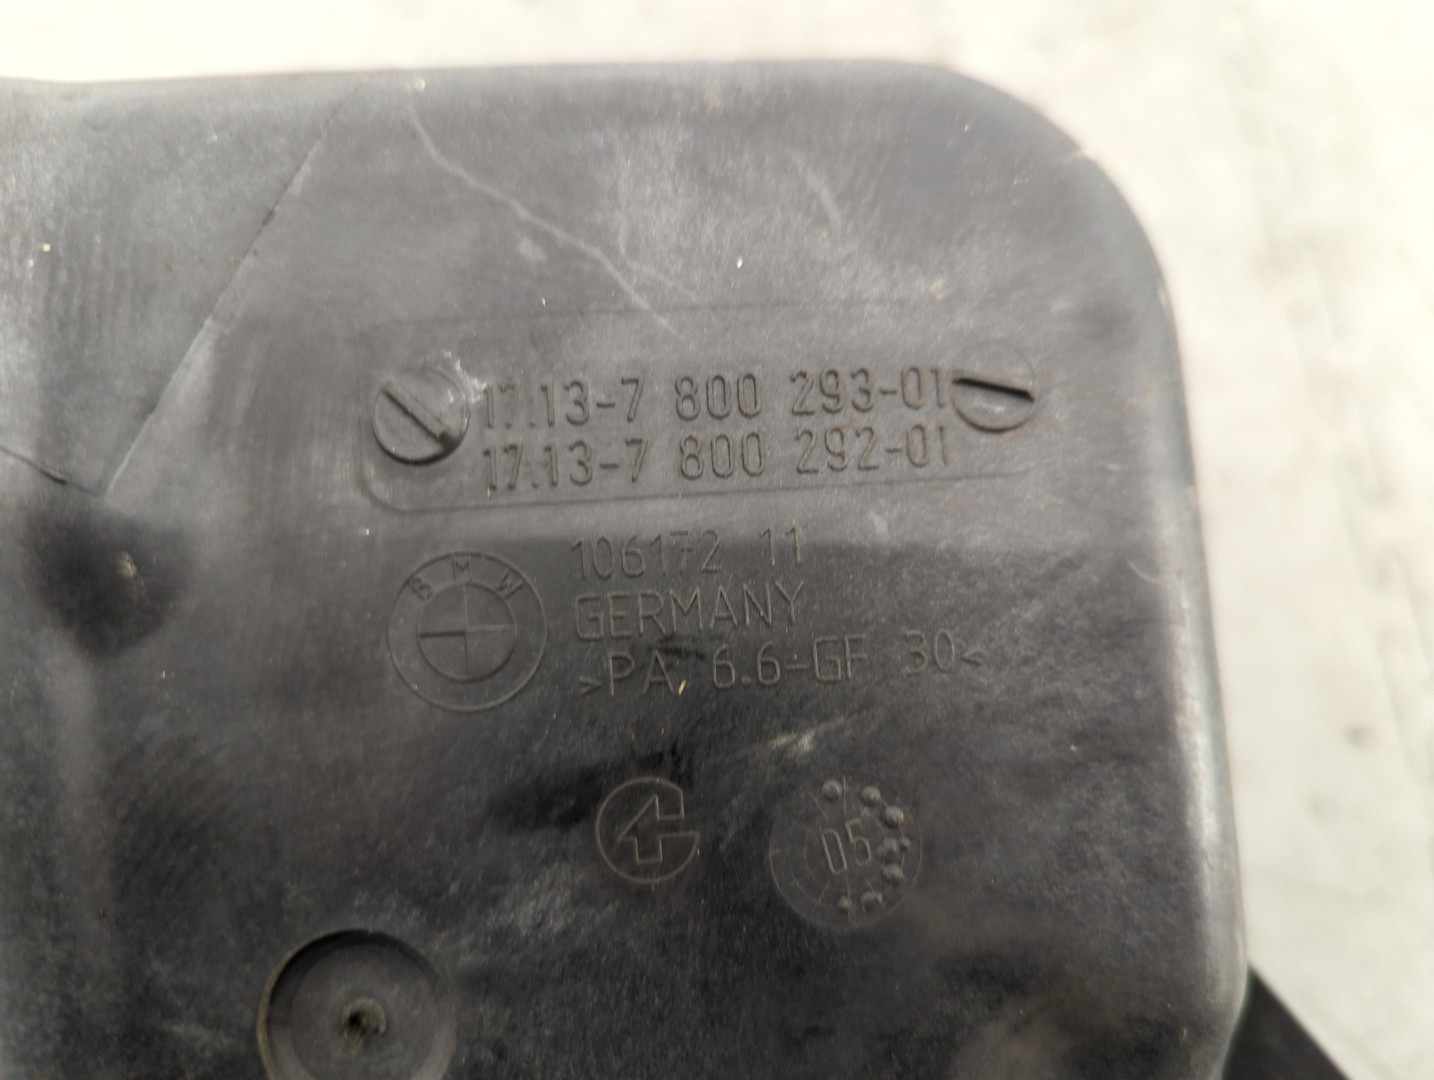 17.13-7 800 293-01
17.13-7 800 292-01
106172 11
BMW
GERMANY
>PA 6.6-GF 30<
05